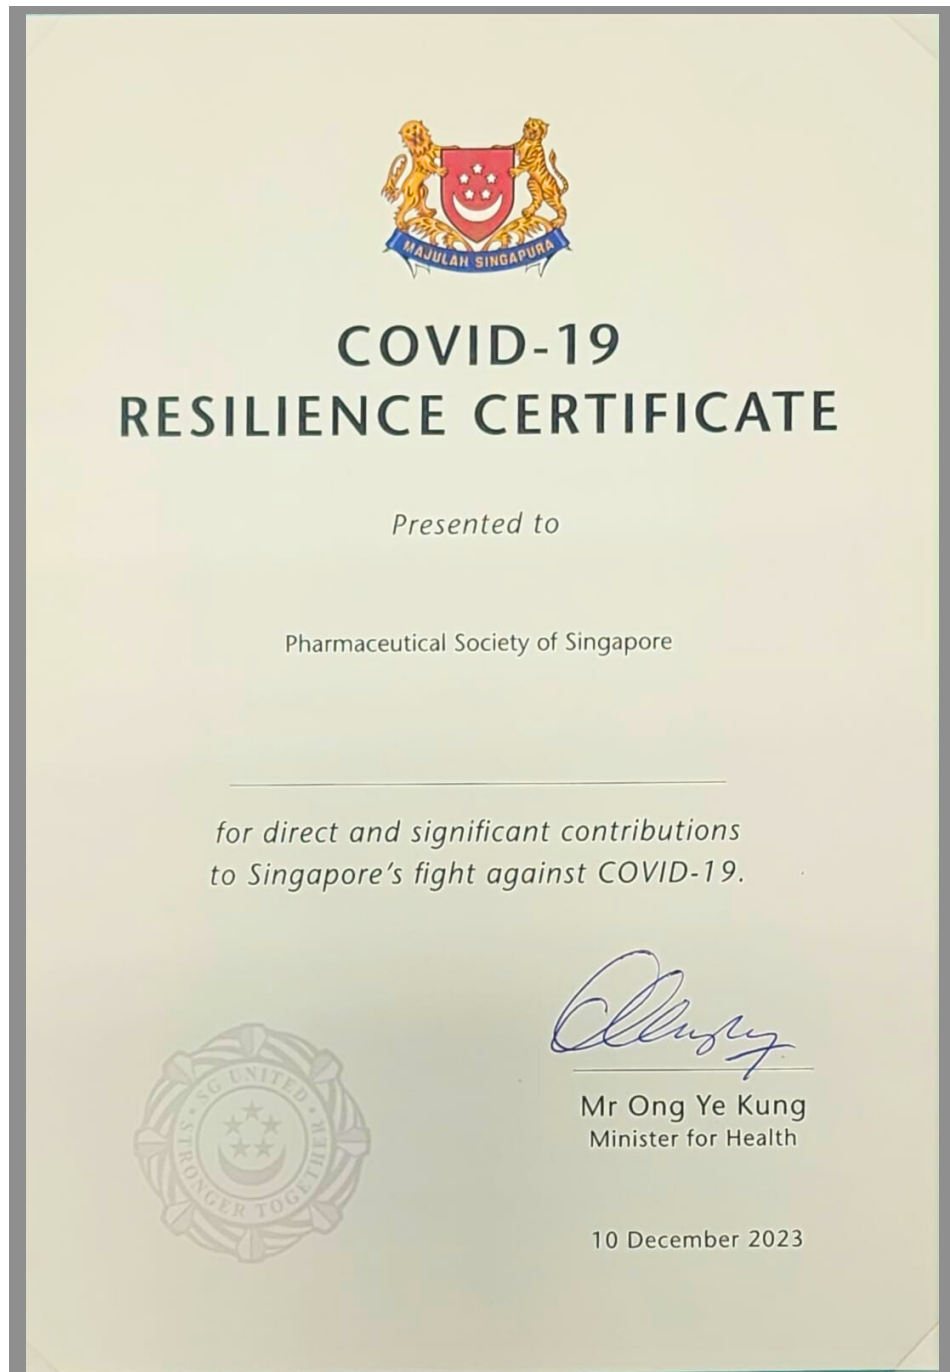 MAJULAH SINGAPURA
COVID-19
RESILIENCE CERTIFICATE
Presented to
Pharmaceutical Society of Singapore
for direct and significant contributions
to Singapore's fight against COVID-19.
SG UNITED
STRONGER TOGETHER
Mr Ong Ye Kung
Minister for Health
10 December 2023